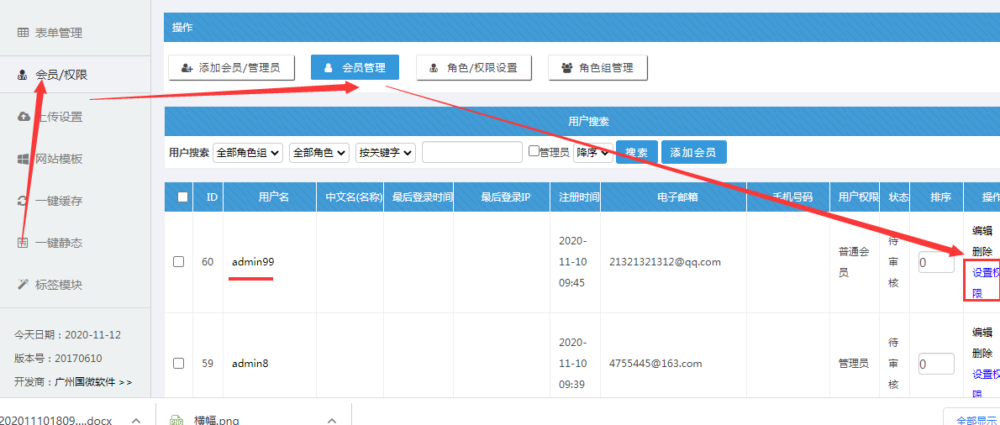 表单管理
会员/权限
上传设置
网站模板
一键缓存
一键静态
标签模块
今天日期：2020-11-12
版本号：20170610
开发商：广州国微软件 >>
操作
添加会员/管理员
会员管理
角色/权限设置
角色组管理
用户搜索
用户搜索 全部角色组 全部角色 按关键字 管理员 降序 搜索 添加会员
ID 用户名 中文名(名称) 最后登录时间 最后登录IP 注册时间 电子邮箱 手机号码 用户权限 状态 排序 操作
60 admin99 2020-11-10 09:45 21321321312@qq.com 普通会员 待审核 0 编辑 删除 设置权限
59 admin8 2020-11-10 09:39 4755445@163.com 管理员 待审核 0 编辑 删除 设置权限
202011101809....docx
横幅.png
全部显示